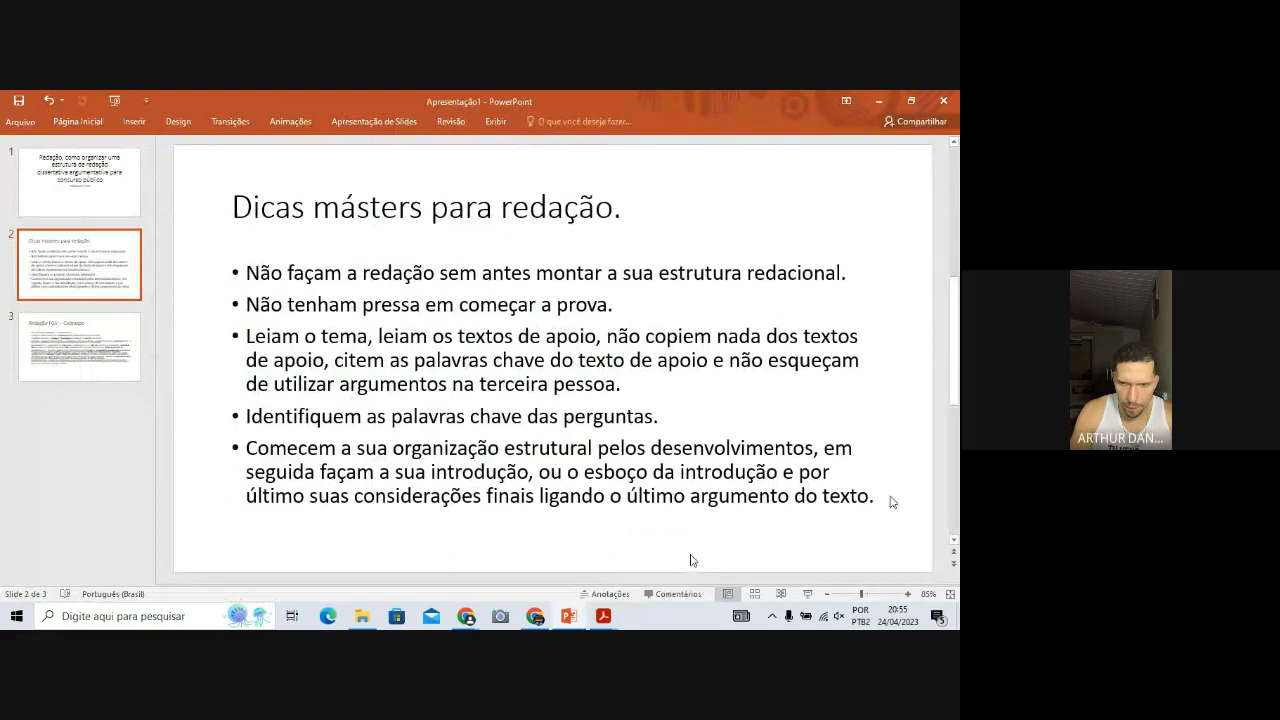 Apresentação1 - PowerPoint
Arquivo Página Inicial Inserir Design Transições Animações Apresentação de Slides Revisão Exibir O que você deseja fazer... Compartilhar
1
Redação, como organizar uma
estrutura de redação
dissertativa argumentativa para
concurso público.
2
Dicas másters para redação.
3
Dicas másters para redação.
• Não façam a redação sem antes montar a sua estrutura redacional.
• Não tenham pressa em começar a prova.
• Leiam o tema, leiam os textos de apoio, não copiem nada dos textos
de apoio, citem as palavras chave do texto de apoio e não esqueçam
de utilizar argumentos na terceira pessoa.
• Identifiquem as palavras chave das perguntas.
• Comecem a sua organização estrutural pelos desenvolvimentos, em
seguida façam a sua introdução, ou o esboço da introdução e por
último suas considerações finais ligando o último argumento do texto.
ARTHUR DAN...
Slide 2 de 3 Português (Brasil) Anotações Comentários 85%
Digite aqui para pesquisar
POR
PTB2
20:55
24/04/2023
5